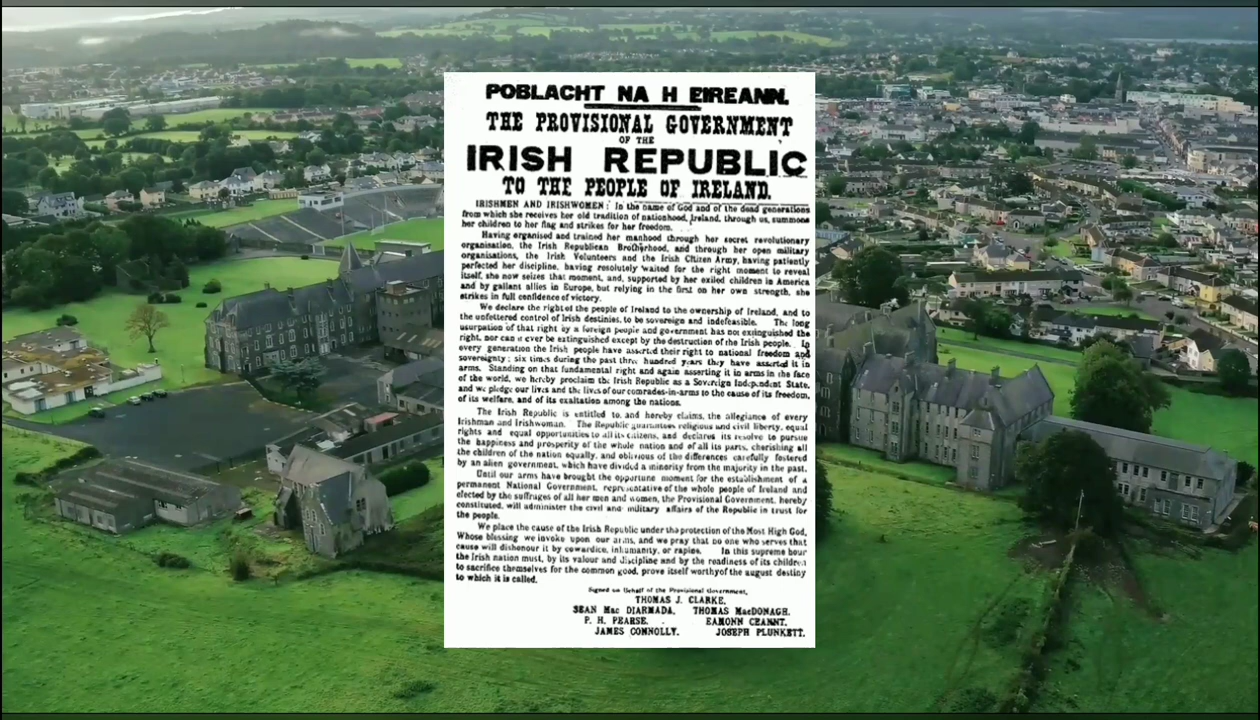 POBLACHT NA H EIREANN.
THE PROVISIONAL GOVERNMENT
OF THE
IRISH REPUBLIC
TO THE PEOPLE OF IRELAND.
IRISHMEN AND IRISHWOMEN: In the name of God and of the dead generations
from which she receives her old tradition of nationhood, Ireland, through us, summons
her children to her flag and strikes for her freedom.
Having organised and trained her manhood through her secret revolutionary
organisation, the Irish Republican Brotherhood, and through her open military
organisations, the Irish Volunteers and the Irish Citizen Army, having patiently
perfected her discipline, having resolutely waited for the right moment to reveal
itself, she now seizes that moment, and, supported by her exiled children in America
and by gallant allies in Europe, but relying in the first on her own strength, she
strikes in full confidence of victory.
We declare the right of the people of Ireland to the ownership of Ireland, and to
the unfettered control of Irish destinies, to be sovereign and indefeasible. The long
usurpation of that right by a foreign people and government has not extinguished the
right, nor can it ever be extinguished except by the destruction of the Irish people. In
every generation the Irish people have asserted their right to national freedom and
sovereignty; six times during the past three hundred years they have asserted it in
arms. Standing on that fundamental right and again asserting it in arms in the face
of the world, we hereby proclaim the Irish Republic as a Sovereign Independent State,
and we pledge our lives and the lives of our comrades-in-arms to the cause of its freedom,
of its welfare, and of its exaltation among the nations.
The Irish Republic is entitled to, and hereby claims, the allegiance of every
Irishman and Irishwoman. The Republic guarantees religious and civil liberty, equal
rights and equal opportunities to all its citizens, and declares its resolve to pursue
the happiness and prosperity of the whole nation and of all its parts, cherishing all
the children of the nation equally, and oblivious of the differences carefully fostered
by an alien government, which have divided a minority from the majority in the past.
Until our arms have brought the opportune moment for the establishment of a
permanent National Government, representative of the whole people of Ireland and
elected by the suffrages of all her men and women, the Provisional Government, hereby
constituted, will administer the civil and military affairs of the Republic in trust for
the people.
We place the cause of the Irish Republic under the protection of the Most High God,
Whose blessing we invoke upon our arms, and we pray that no one who serves that
cause will dishonour it by cowardice, inhumanity, or rapine. In this supreme hour
the Irish nation must, by its valour and discipline and by the readiness of its children
to sacrifice themselves for the common good, prove itself worthy of the august destiny
to which it is called.
Signed on Behalf of the Provisional Government,
THOMAS J. CLARKE.
SEAN Mac DIARMADA. THOMAS MacDONAGH.
P. H. PEARSE. EAMONN CEANNT.
JAMES CONNOLLY. JOSEPH PLUNKETT.